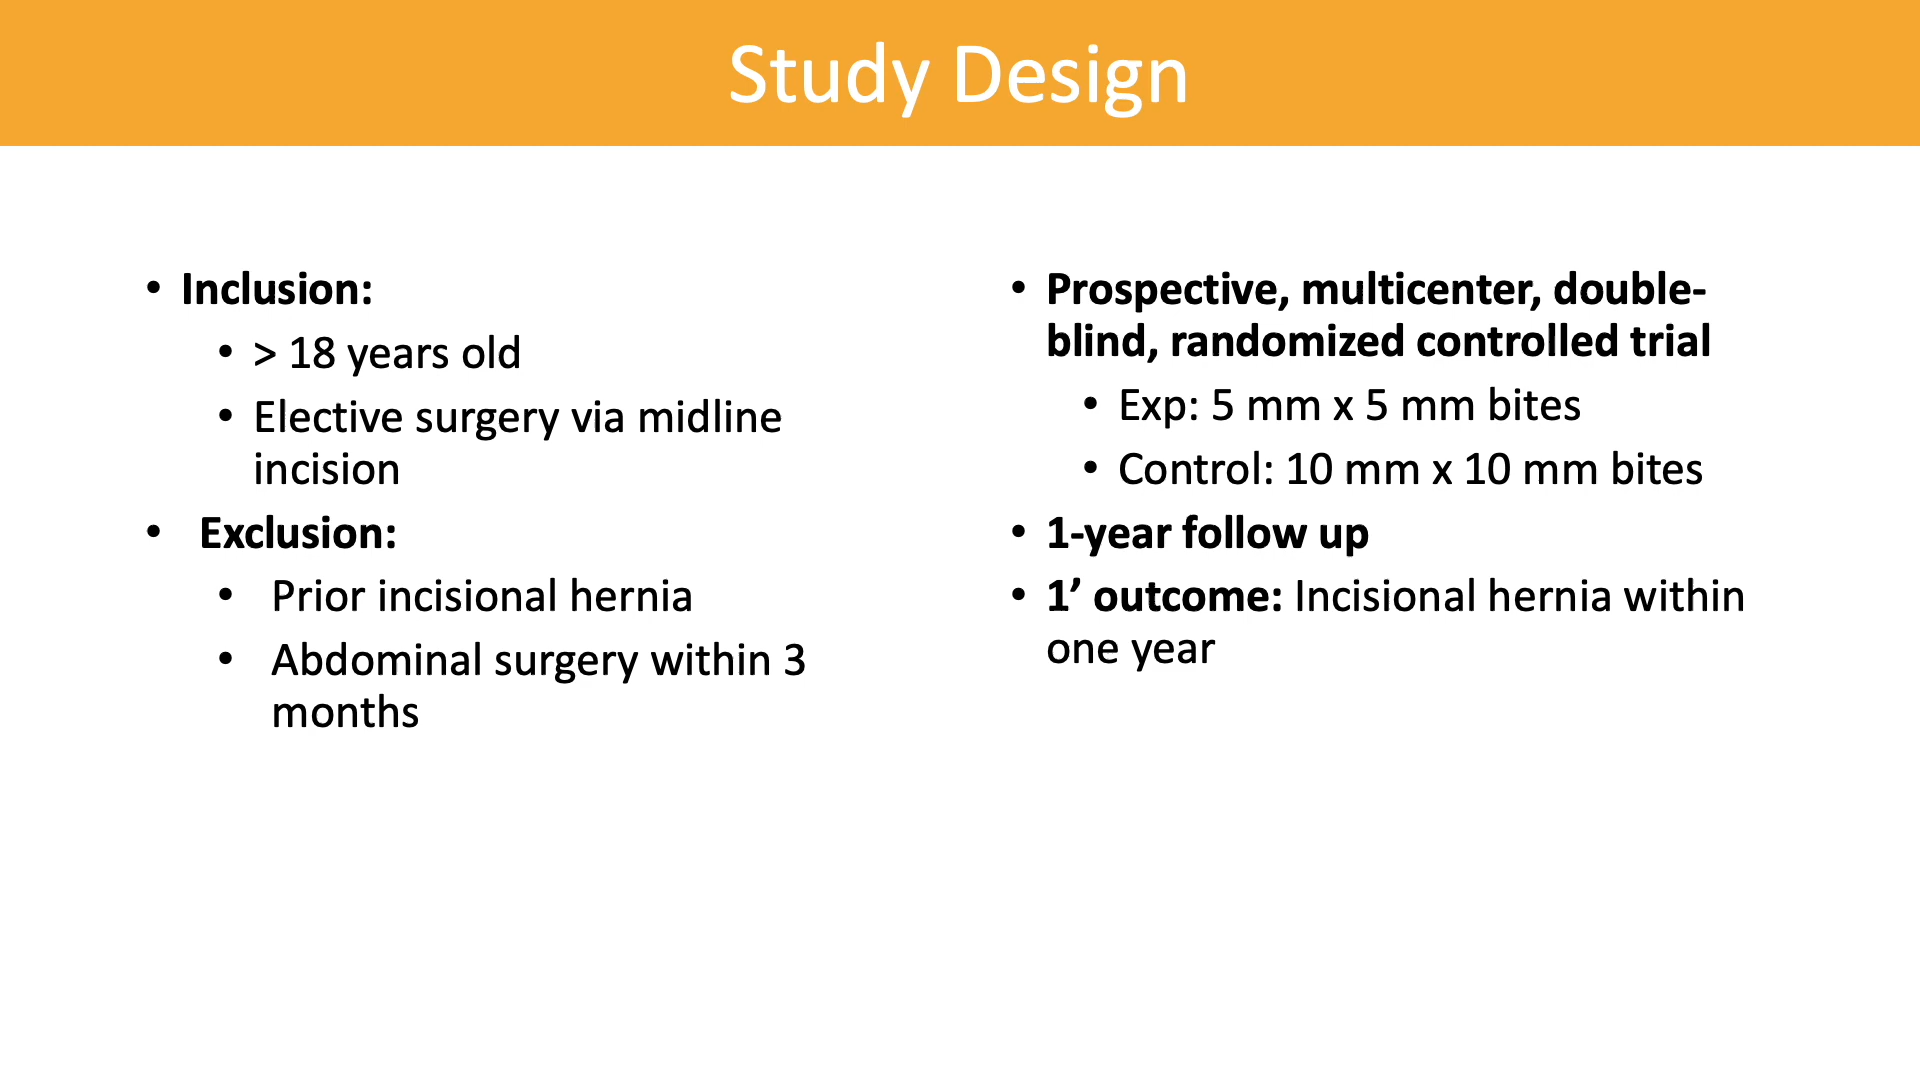 Study Design
• Inclusion:
• > 18 years old
• Elective surgery via midline
incision
• Exclusion:
• Prior incisional hernia
• Abdominal surgery within 3
months
• Prospective, multicenter, double-
blind, randomized controlled trial
• Exp: 5 mm x 5 mm bites
• Control: 10 mm x 10 mm bites
• 1-year follow up
• 1’ outcome: Incisional hernia within
one year